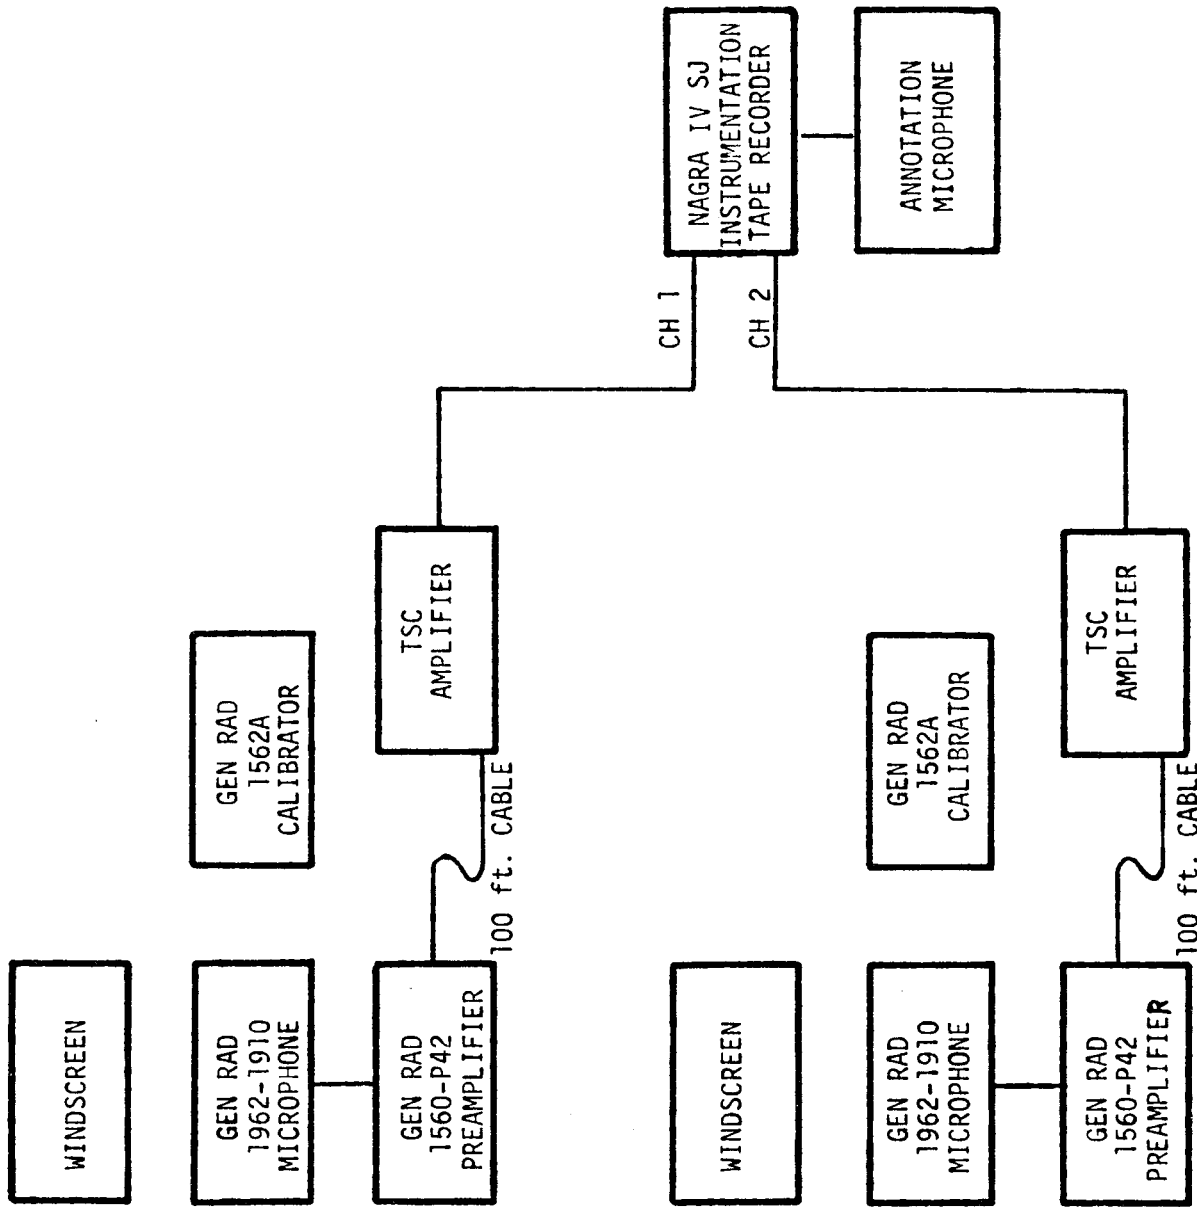 WINDSCREEN
GEN RAD
1962-1910
MICROPHONE
GEN RAD
1560-P42
PREAMPLIFIER
100 ft. CABLE
GEN RAD
1562A
CALIBRATOR
TSC
AMPLIFIER
WINDSCREEN
GEN RAD
1962-1910
MICROPHONE
GEN RAD
1560-P42
PREAMPLIFIER
100 ft. CABLE
GEN RAD
1562A
CALIBRATOR
TSC
AMPLIFIER
CH 1
CH 2
NAGRA IV SJ
INSTRUMENTATION
TAPE RECORDER
ANNOTATION
MICROPHONE